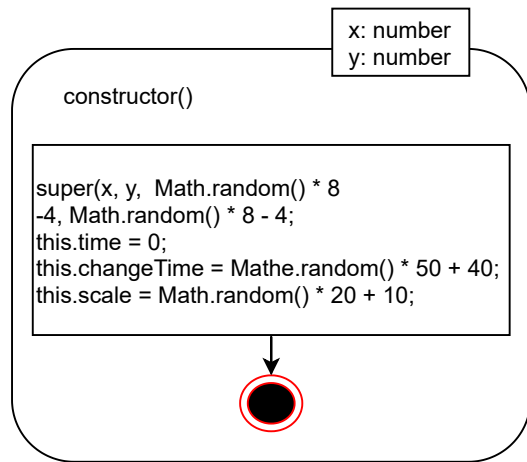 x: number
y: number
constructor()
super(x, y,  Math.random() * 8
-4, Math.random() * 8 - 4;
this.time = 0;
this.changeTime = Mathe.random() * 50 + 40;
this.scale = Math.random() * 20 + 10;